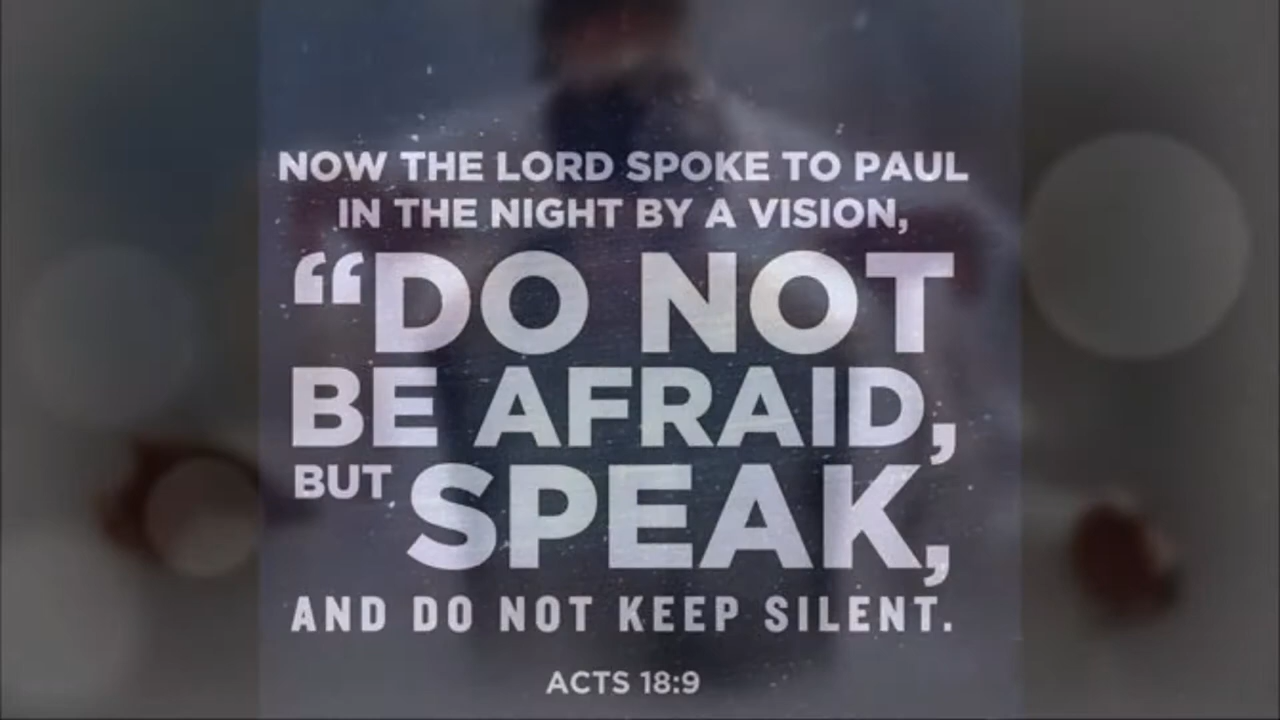 NOW THE LORD SPOKE TO PAUL
IN THE NIGHT BY A VISION,
“DO NOT
BE AFRAID,
BUT SPEAK,
AND DO NOT KEEP SILENT.
ACTS 18:9